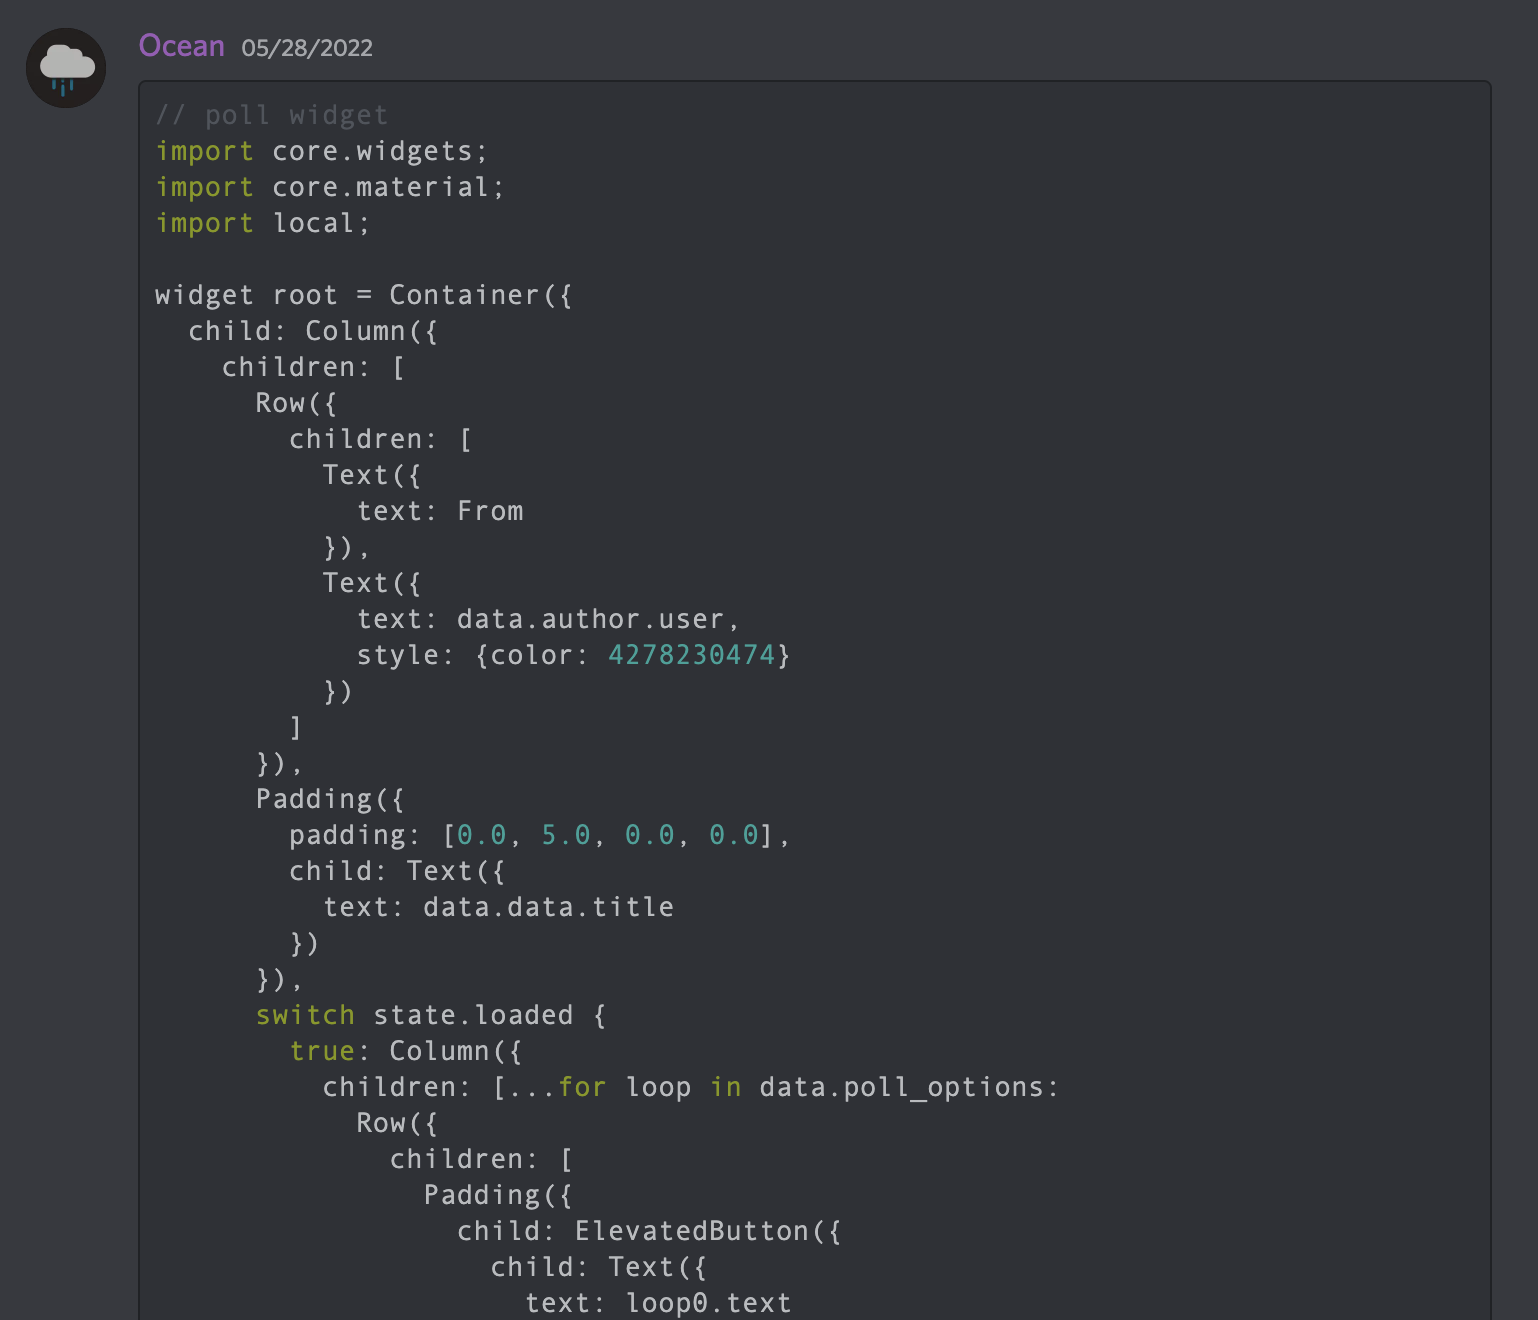 Ocean 05/28/2022
// poll widget
import core.widgets;
import core.material;
import local;

widget root = Container({
  child: Column({
    children: [
      Row({
        children: [
          Text({
            text: From
          }),
          Text({
            text: data.author.user,
            style: {color: 4278230474}
          })
        ]
      }),
      Padding({
        padding: [0.0, 5.0, 0.0, 0.0],
        child: Text({
          text: data.data.title
        })
      }),
      switch state.loaded {
        true: Column({
          children: [...for loop in data.poll_options:
            Row({
              children: [
                Padding({
                  child: ElevatedButton({
                    child: Text({
                      text: loop0.text